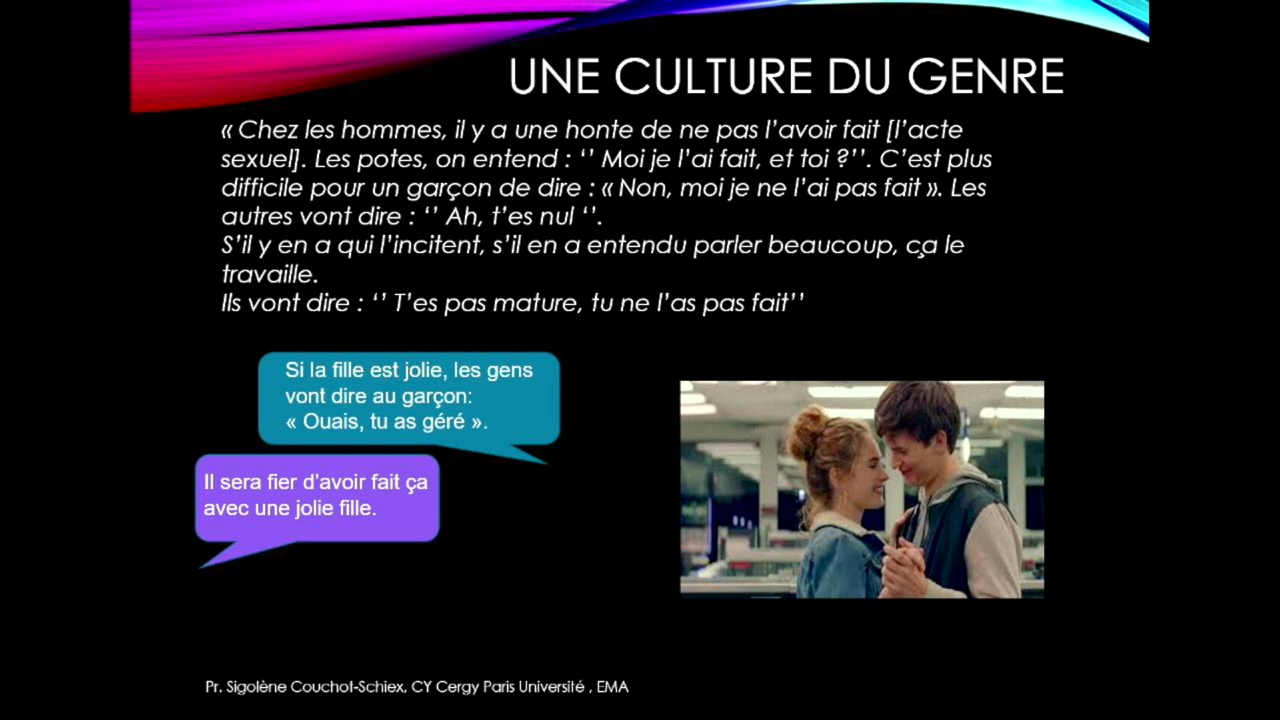 UNE CULTURE DU GENRE
« Chez les hommes, il y a une honte de ne pas l’avoir fait [l’acte
sexuel]. Les potes, on entend : ‘’ Moi je l’ai fait, et toi ?’’. C’est plus
difficile pour un garçon de dire : « Non, moi je ne l’ai pas fait ». Les
autres vont dire : ‘’ Ah, t’es nul ‘’.
S’il y en a qui l’incitent, s’il en a entendu parler beaucoup, ça le
travaille.
Ils vont dire : ‘’ T’es pas mature, tu ne l’as pas fait’’
Si la fille est jolie, les gens
vont dire au garçon:
« Ouais, tu as géré ».
Il sera fier d’avoir fait ça
avec une jolie fille.
Pr. Sigolène Couchot-Schiex, CY Cergy Paris Université , EMA